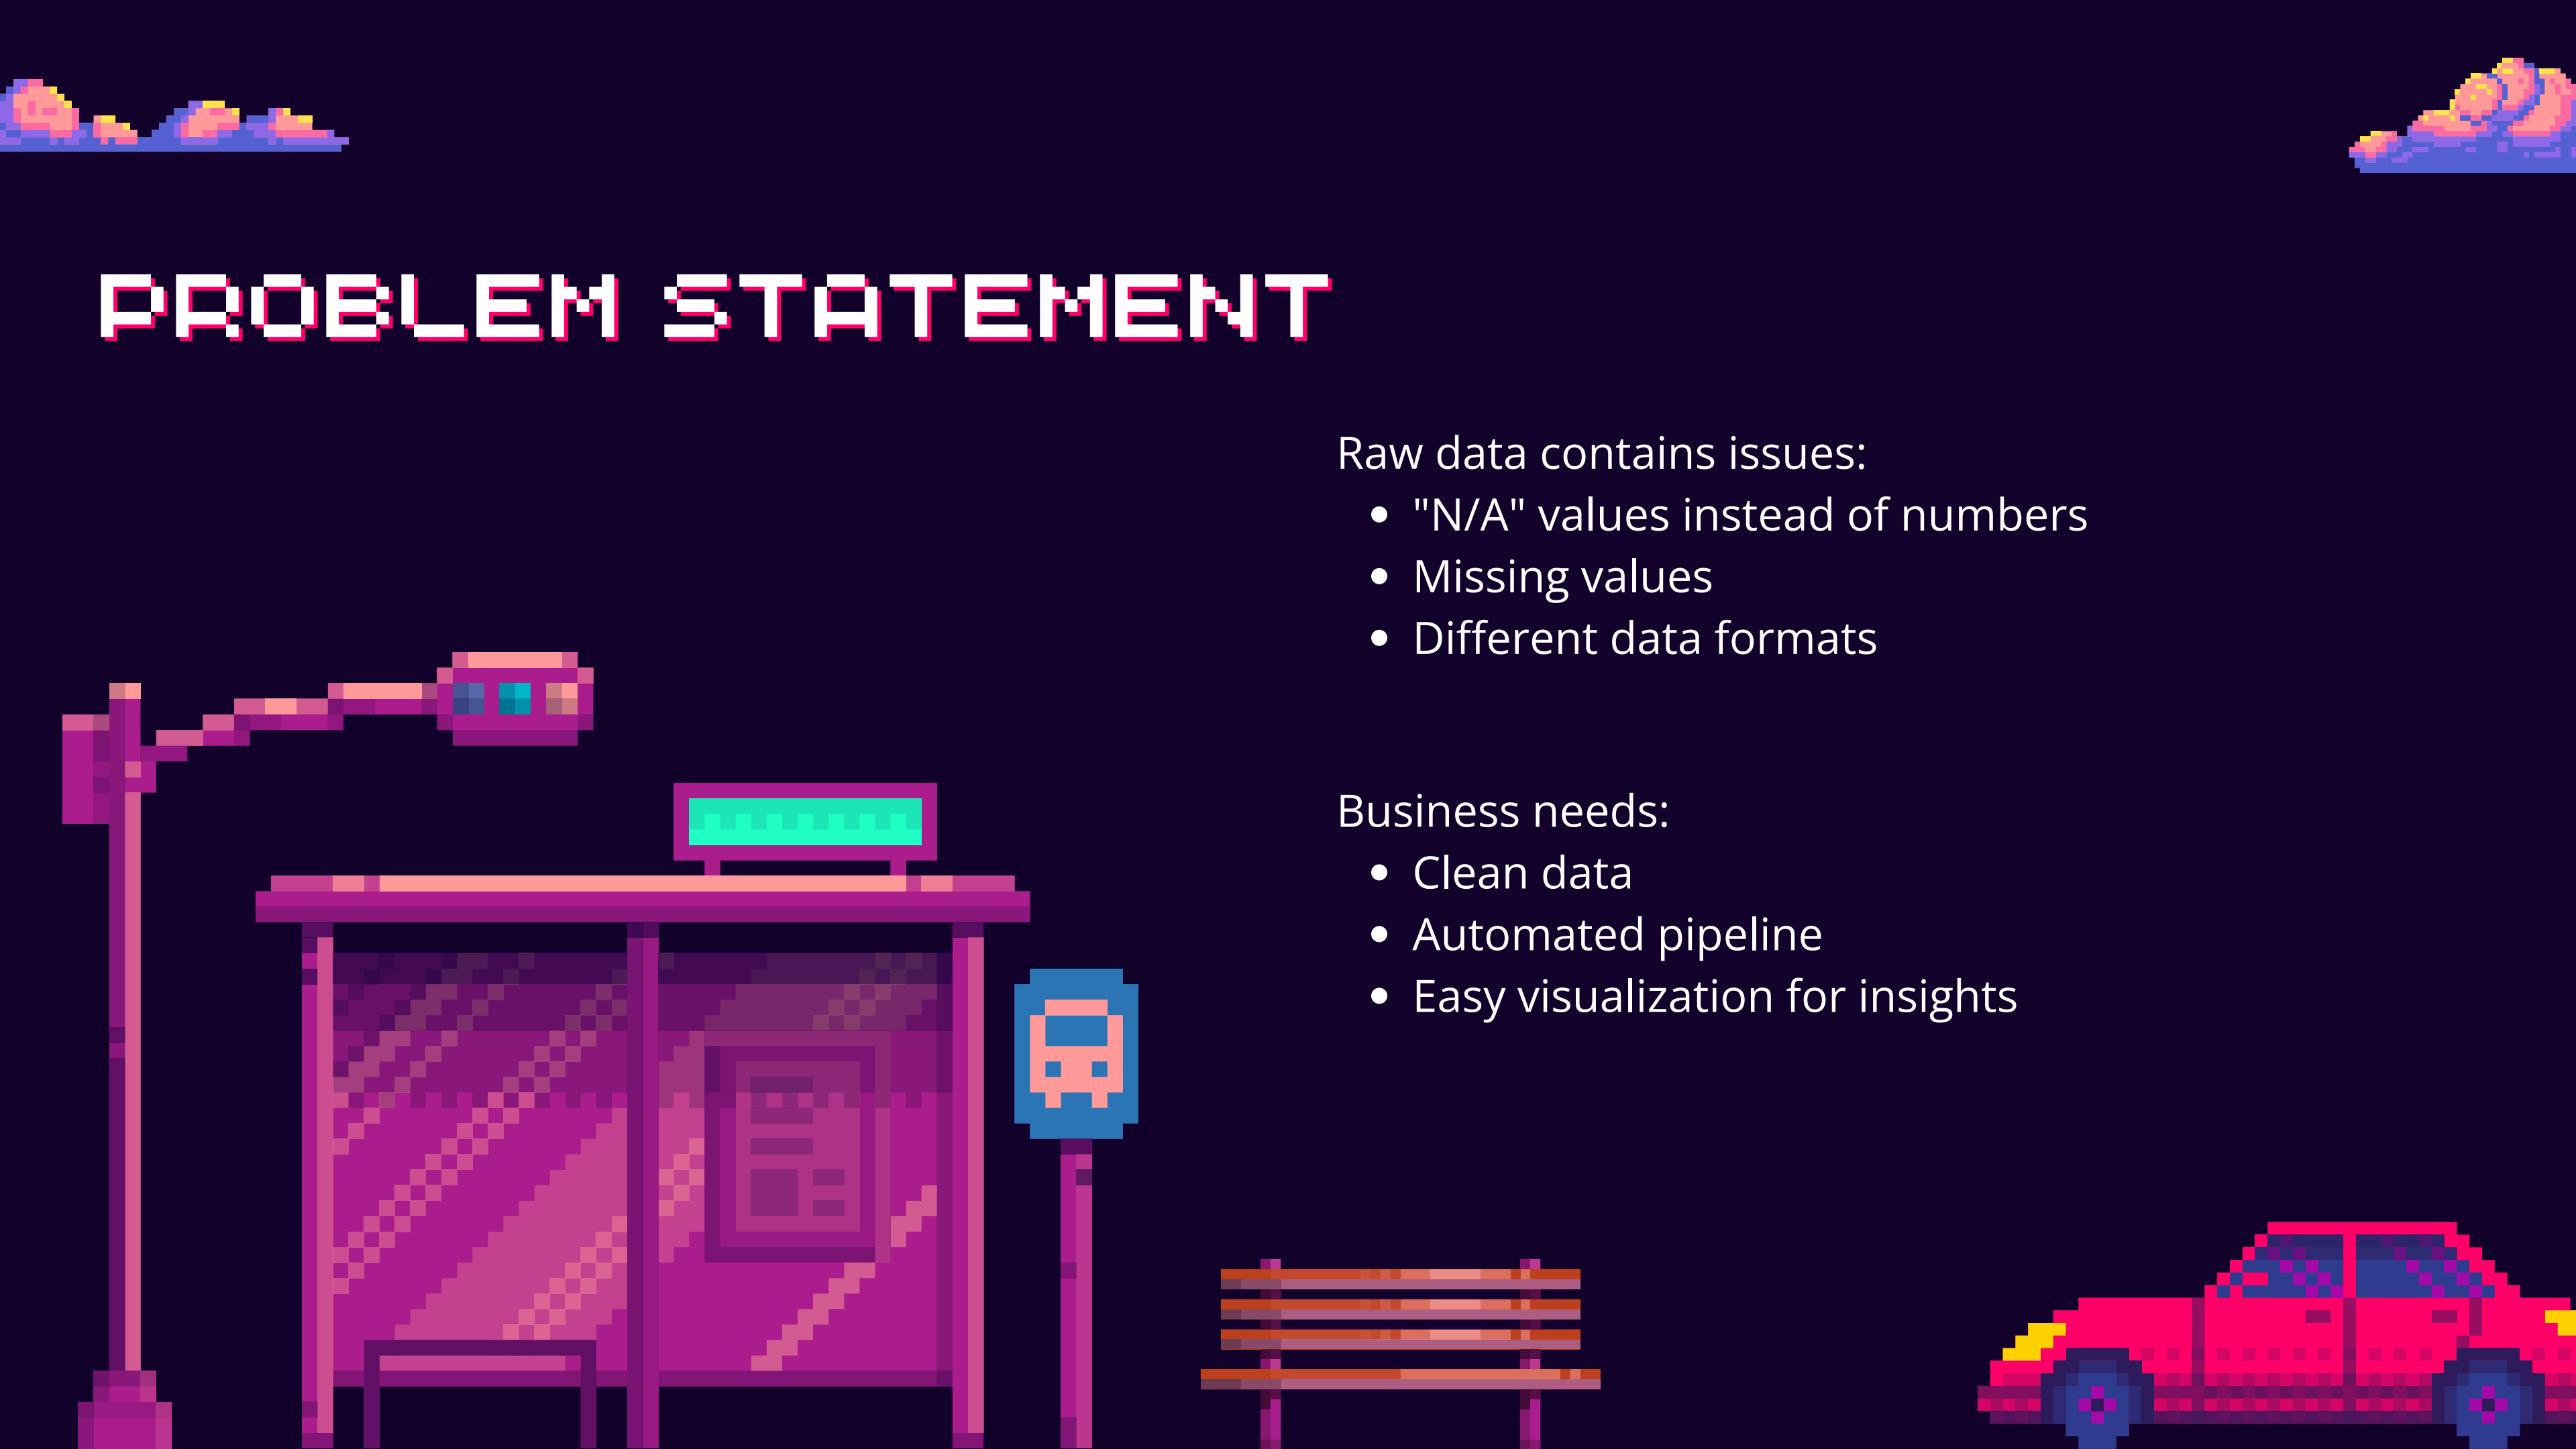 PROBLEM STATEMENT
Raw data contains issues:
• "N/A" values instead of numbers
• Missing values
• Different data formats
Business needs:
• Clean data
• Automated pipeline
• Easy visualization for insights